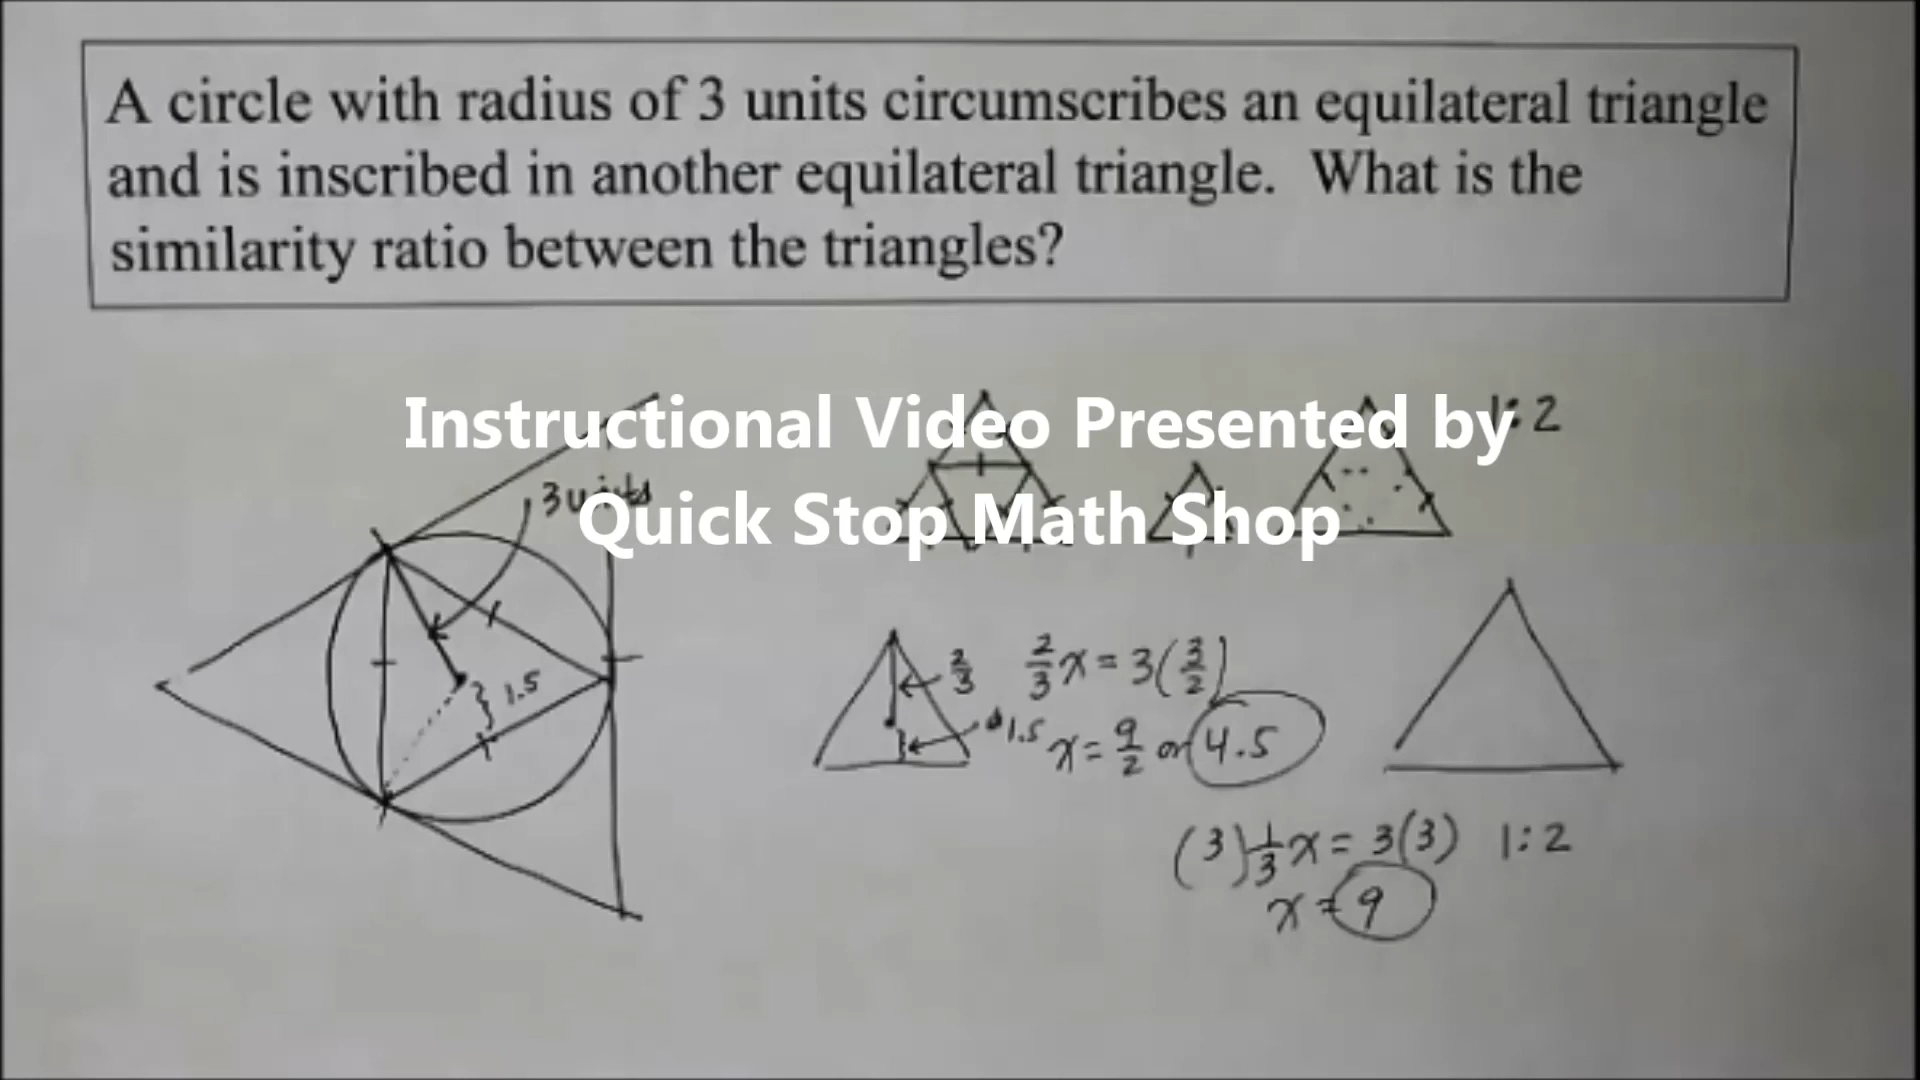 A circle with radius of 3 units circumscribes an equilateral triangle
and is inscribed in another equilateral triangle. What is the
similarity ratio between the triangles?
Instructional Video Presented by
Quick Stop Math Shop
1:2
3 units
1.5
2/3
1.5
2/3 x = 3(3/2)
x = 9/2 or 4.5
(3) 1/3 x = 3(3) 1:2
x = 9